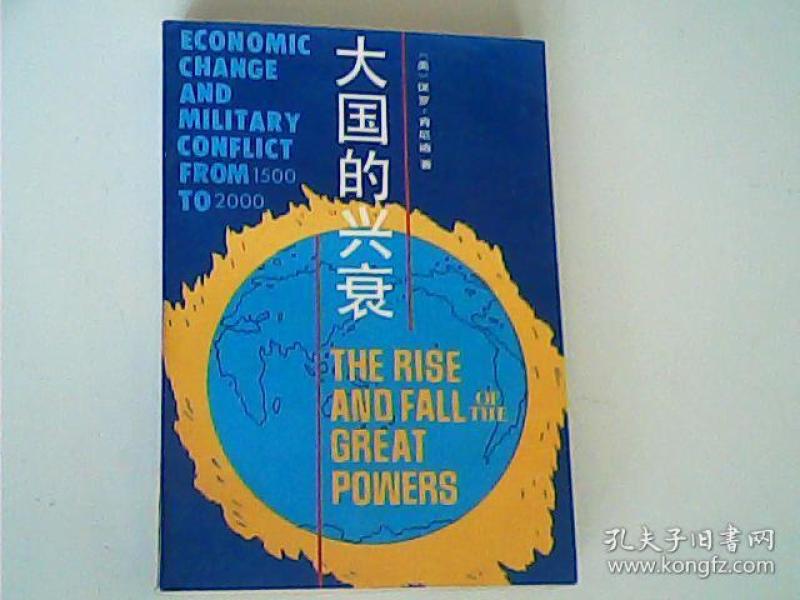 ECONOMIC
CHANGE
AND
MILITARY
CONFLICT
FROM 1500
TO 2000
大国的兴衰
〔美〕保罗·肯尼迪 著
THE RISE
AND FALL OF THE
GREAT
POWERS
孔夫子旧书网
www.kongfz.com